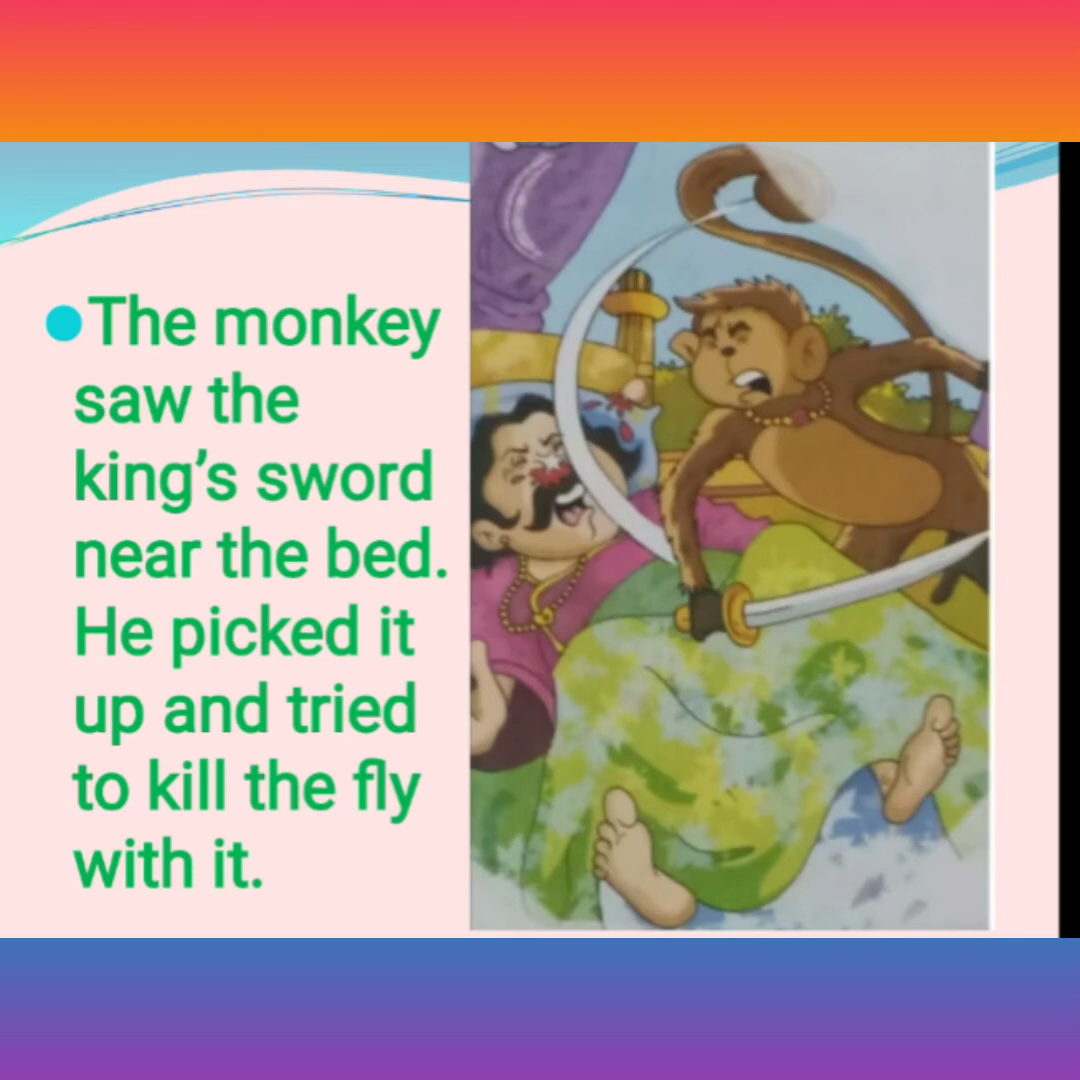 The monkey
saw the
king’s sword
near the bed.
He picked it
up and tried
to kill the fly
with it.